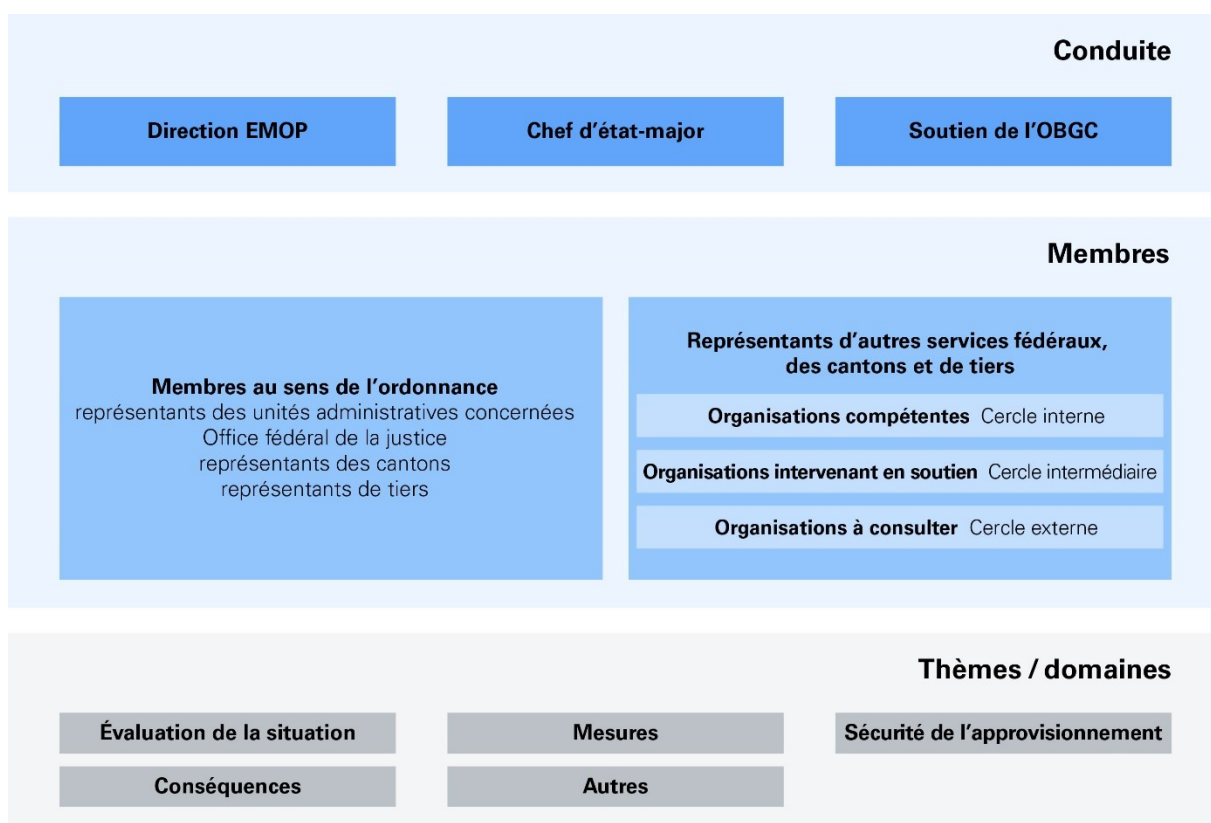 Conduite
Direction EMOP
Chef d’état-major
Soutien de l’OBGC
Membres
Membres au sens de l’ordonnance
représentants des unités administratives concernées
Office fédéral de la justice
représentants des cantons
représentants de tiers
Représentants d’autres services fédéraux,
des cantons et de tiers
Organisations compétentes Cercle interne
Organisations intervenant en soutien Cercle intermédiaire
Organisations à consulter Cercle externe
Thèmes / domaines
Évaluation de la situation
Mesures
Sécurité de l’approvisionnement
Conséquences
Autres